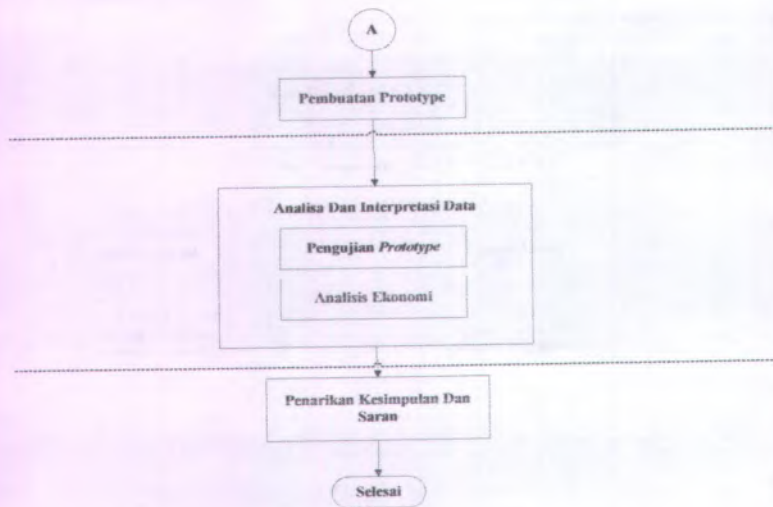 A
Pembuatan Prototype
Analisa Dan Interpretasi Data
Pengujian Prototype
Analisis Ekonomi
Penarikan Kesimpulan Dan
Saran
Selesai